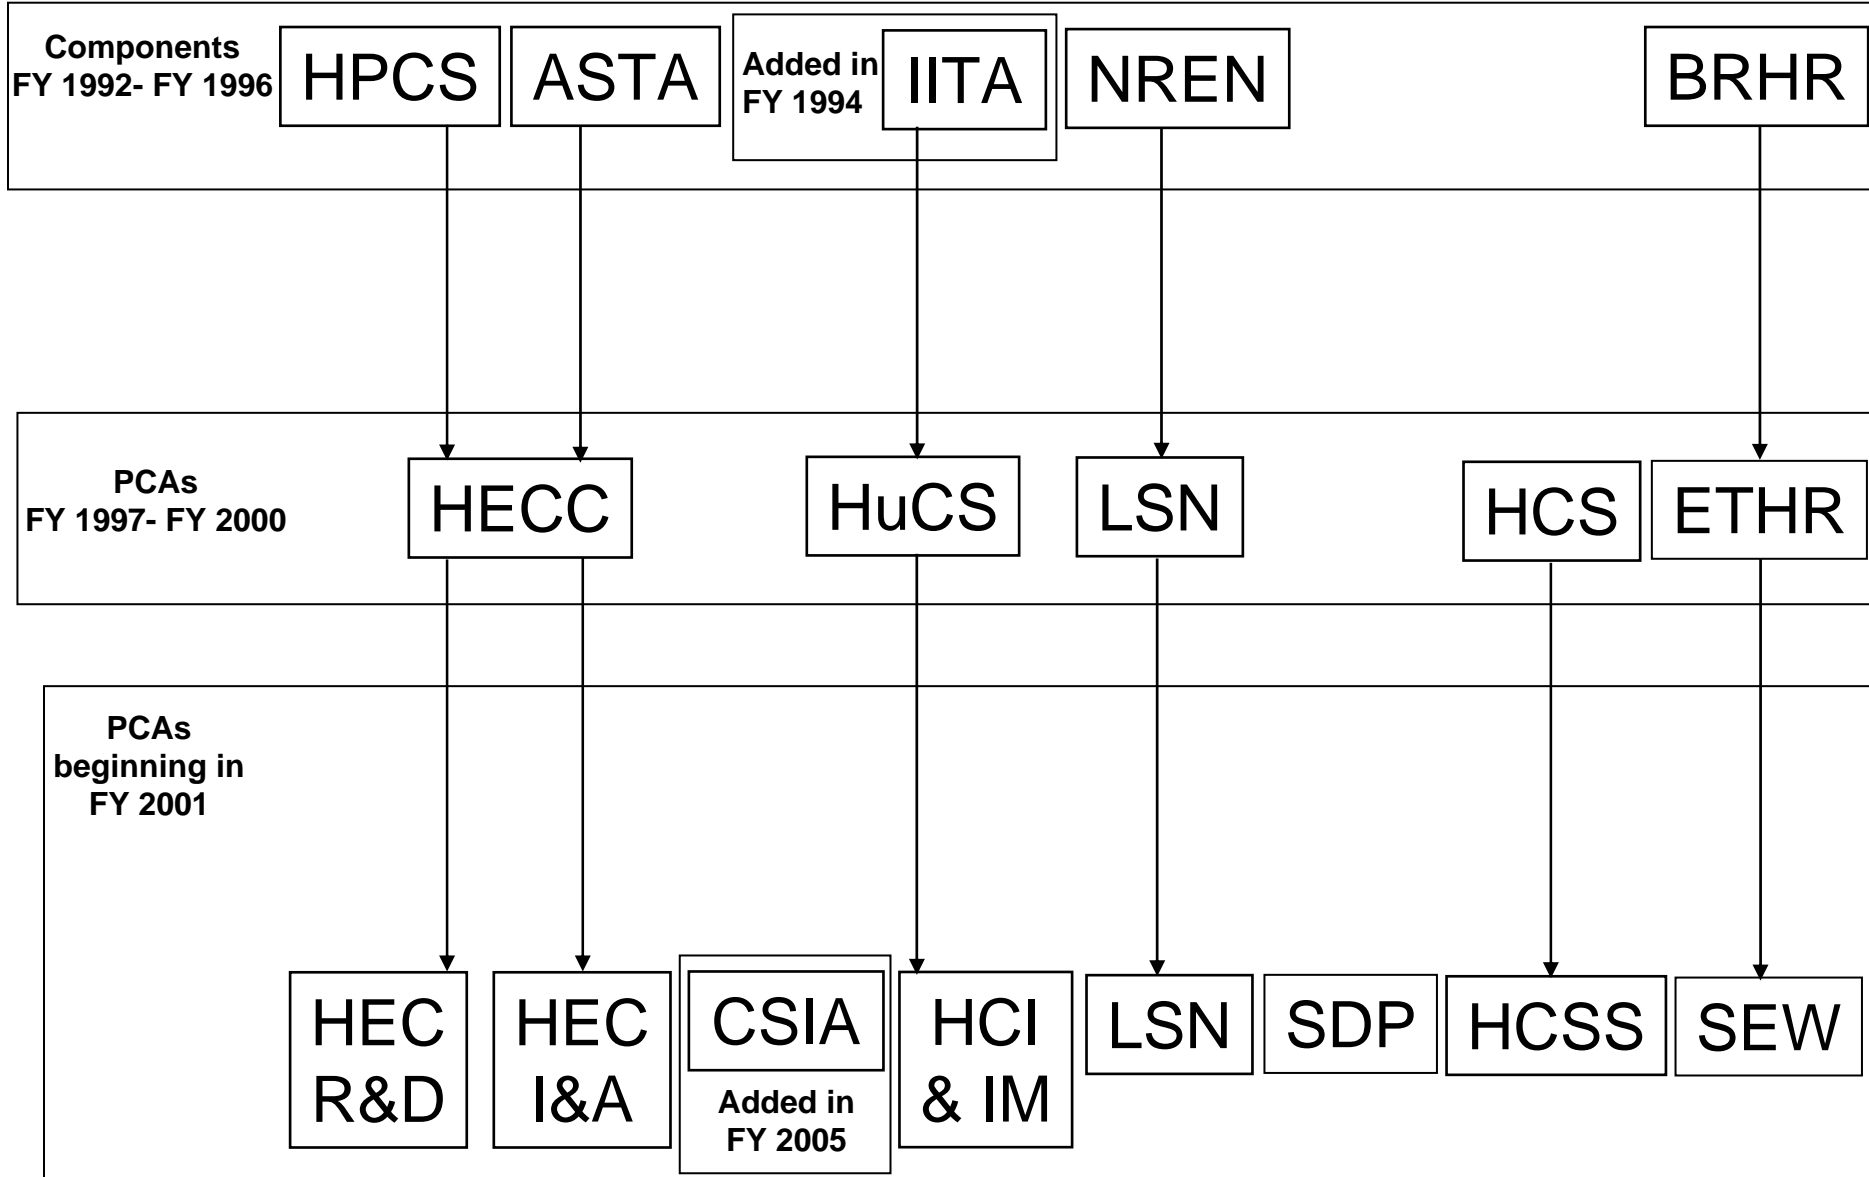 Components
FY 1992- FY 1996
HPCS
ASTA
Added in
FY 1994
IITA
NREN
BRHR
PCAs
FY 1997- FY 2000
HECC
HuCS
LSN
HCS
ETHR
PCAs
beginning in
FY 2001
HEC
R&D
HEC
I&A
CSIA
Added in
FY 2005
HCI
& IM
LSN
SDP
HCSS
SEW